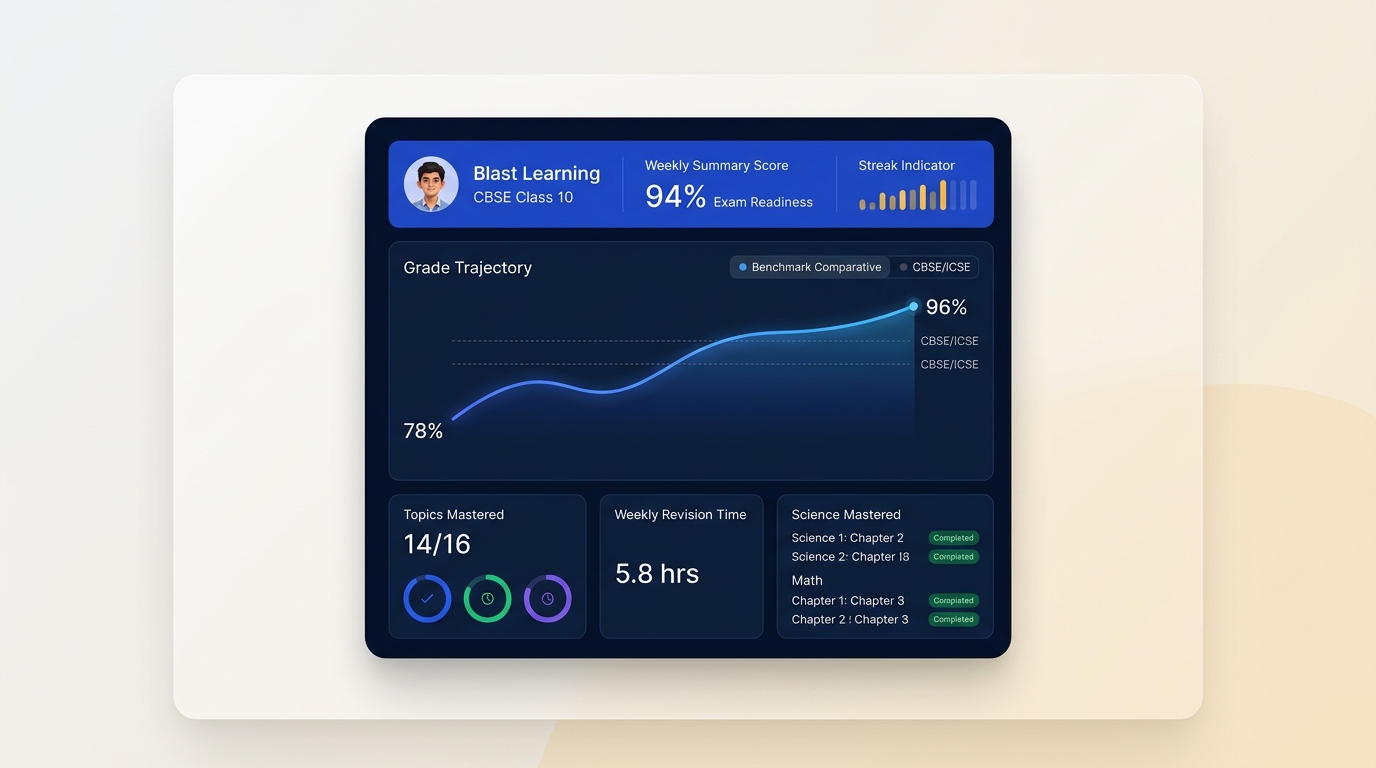 Blast Learning
CBSE Class 10
Weekly Summary Score
94% Exam Readiness
Streak Indicator
Grade Trajectory
Benchmark Comparative
CBSE/ICSE
96%
CBSE/ICSE
CBSE/ICSE
78%
Topics Mastered
14/16
Weekly Revision Time
5.8 hrs
Science Mastered
Science 1: Chapter 2 Completed
Science 2: Chapter 18 Completed
Math
Chapter 1: Chapter 3 Completed
Chapter 2 : Chapter 3 Completed